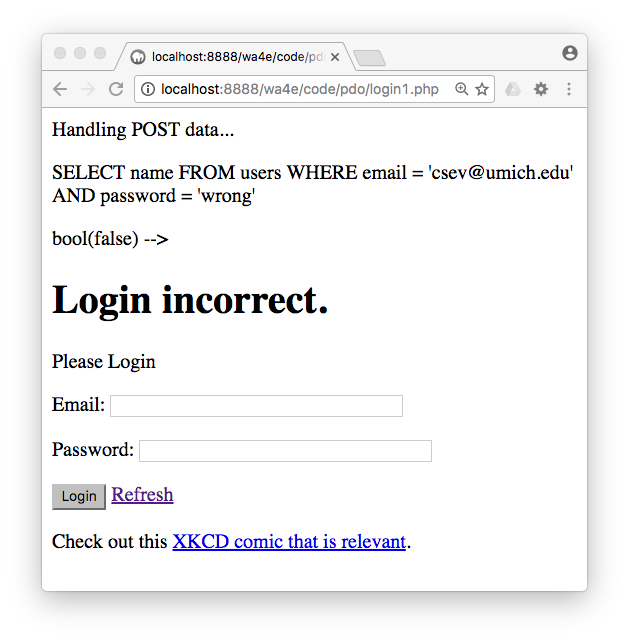 localhost:8888/wa4e/code/pdo
localhost:8888/wa4e/code/pdo/login1.php
Handling POST data...
SELECT name FROM users WHERE email = 'csev@umich.edu'
AND password = 'wrong'
bool(false) -->
Login incorrect.
Please Login
Email:
Password:
Login Refresh
Check out this XKCD comic that is relevant.